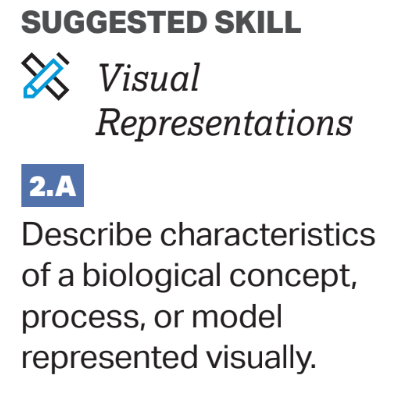 SUGGESTED SKILL
Visual
Representations
2.A
Describe characteristics
of a biological concept,
process, or model
represented visually.